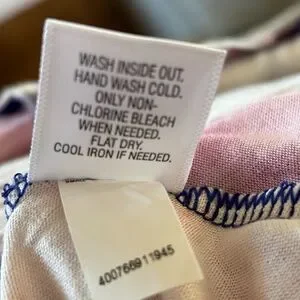 WASH INSIDE OUT.
HAND WASH COLD.
ONLY NON-
CHLORINE BLEACH
WHEN NEEDED.
FLAT DRY.
COOL IRON IF NEEDED.
400766911945